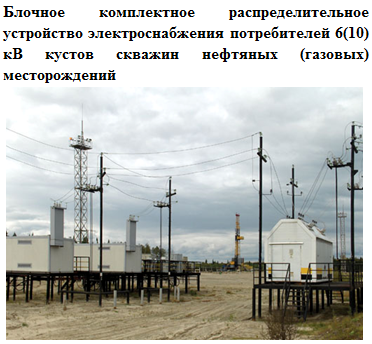 Блочное комплектное распределительное
устройство электроснабжения потребителей 6(10)
кВ кустов скважин нефтяных (газовых)
месторождений